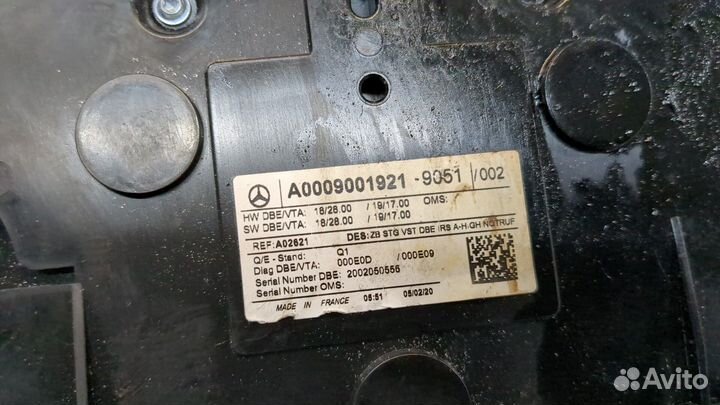 A0009001921 -9051 /002
HW DBE/VTA: 18/28.00 / 19/17.00 OMS:
SW DBE/VTA: 18/28.00 / 19/17.00
REF: A02621 DES: ZB STG VST DBE IRS A-H.GH NOTRUF
Q/E - Stand: Q1
Diag DBE/VTA: 000E0D / 000E09
Serial Number DBE: 2002050556
Serial Number OMS:
MADE IN FRANCE 05:51 05/02/20
Avito